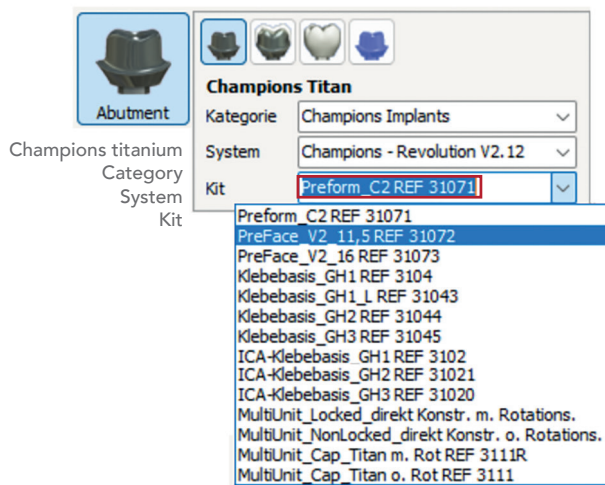 Abutment
Champions Titan
Kategorie Champions Implants
System Champions - Revolution V2.12
Kit Preform_C2 REF 31071
Champions titanium
Category
System
Kit
Preform_C2 REF 31071
PreFace_V2_11,5 REF 31072
PreFace_V2_16 REF 31073
Klebebasis_GH1 REF 3104
Klebebasis_GH1_L REF 31043
Klebebasis_GH2 REF 31044
Klebebasis_GH3 REF 31045
ICA-Klebebasis_GH1 REF 3102
ICA-Klebebasis_GH2 REF 31021
ICA-Klebebasis_GH3 REF 31020
MultiUnit_Locked_direkt Konstr. m. Rotations.
MultiUnit_NonLocked_direkt Konstr. o. Rotations.
MultiUnit_Cap_Titan m. Rot REF 3111R
MultiUnit_Cap_Titan o. Rot REF 3111